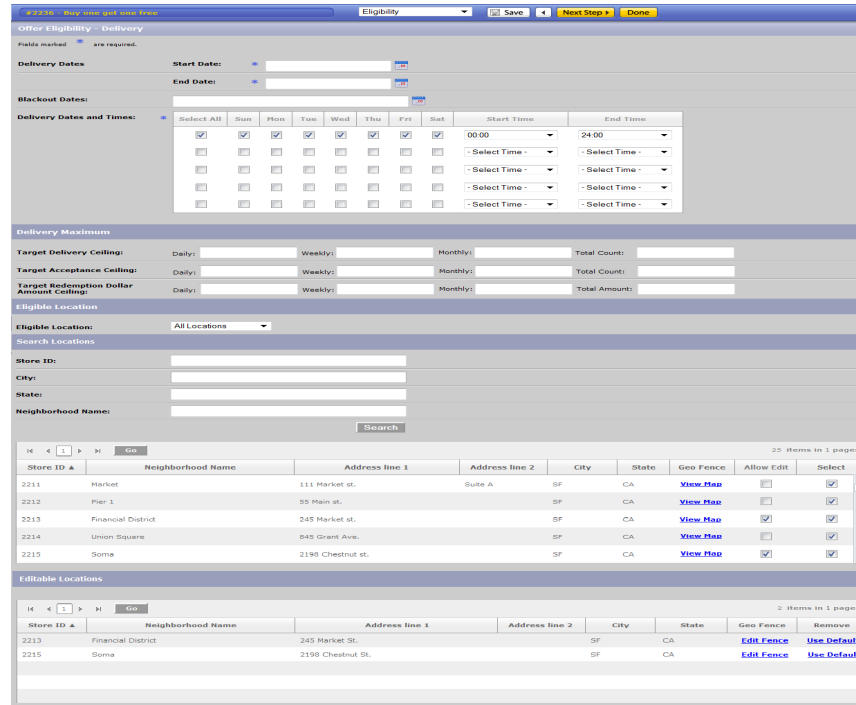 #2236 - Buy one get one free Eligibility Save Next Step Done
Offer Eligibility - Delivery
Fields marked * are required.
Delivery Dates Start Date: *
End Date: *
Blackout Dates:
Delivery Dates and Times: * Select All Sun Mon Tue Wed Thu Fri Sat Start Time End Time
00:00 24:00
- Select Time - - Select Time -
- Select Time - - Select Time -
- Select Time - - Select Time -
- Select Time - - Select Time -
Delivery Maximum
Target Delivery Ceiling: Daily: Weekly: Monthly: Total Count:
Target Acceptance Ceiling: Daily: Weekly: Monthly: Total Count:
Target Redemption Dollar
Amount Ceiling: Daily: Weekly: Monthly: Total Amount:
Eligible Location
Eligible Location: All Locations
Search Locations
Store ID:
City:
State:
Neighborhood Name:
Search
1 Go 25 items in 1 pages
Store ID Neighborhood Name Address line 1 Address line 2 City State Geo Fence Allow Edit Select
2211 Market 111 Market st. Suite A SF CA View Map
2212 Pier 1 55 Main st. SF CA View Map
2213 Financial District 245 Market st. SF CA View Map
2214 Union Square 845 Grant Ave. SF CA View Map
2215 Soma 2198 Chestnut st. SF CA View Map
Editable Locations
1 Go 2 items in 1 page
Store ID Neighborhood Name Address line 1 Address line 2 City State Geo Fence Remove
2213 Financial District 245 Market St. SF CA Edit Fence Use Defaul
2215 Soma 2198 Chestnut St. SF CA Edit Fence Use Defaul